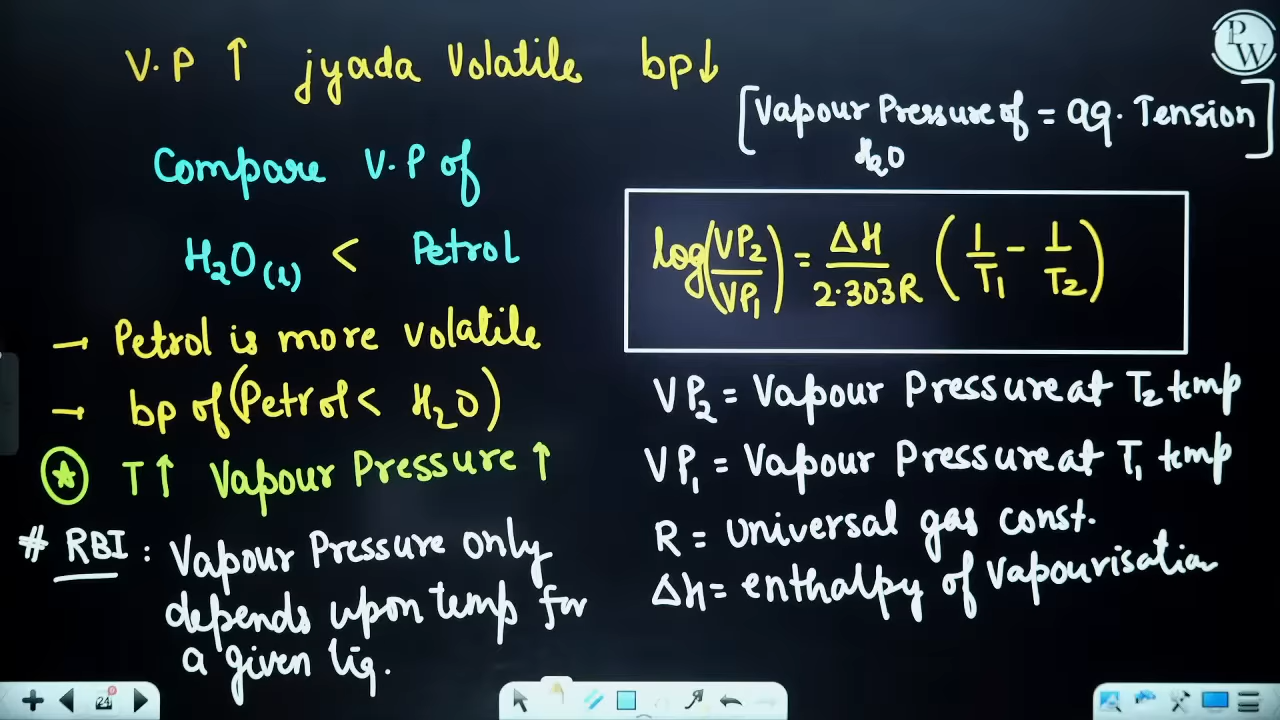 V.P ↑ jyada Volatile bp↓
PW
[Vapour Pressure of = aq. Tension]
H₂O
Compare V.P of
H₂O(l) < Petrol
→ Petrol is more volatile
→ bp of (Petrol < H₂O)
★ T↑ Vapour Pressure ↑
# RBI : Vapour Pressure only
depends upon temp for
a given liq.
log(VP₂/VP₁) = ΔH/2.303R (1/T₁ - 1/T₂)
VP₂ = Vapour Pressure at T₂ temp
VP₁ = Vapour Pressure at T₁ temp
R = Universal gas const.
ΔH = enthalpy of Vapourisation
24